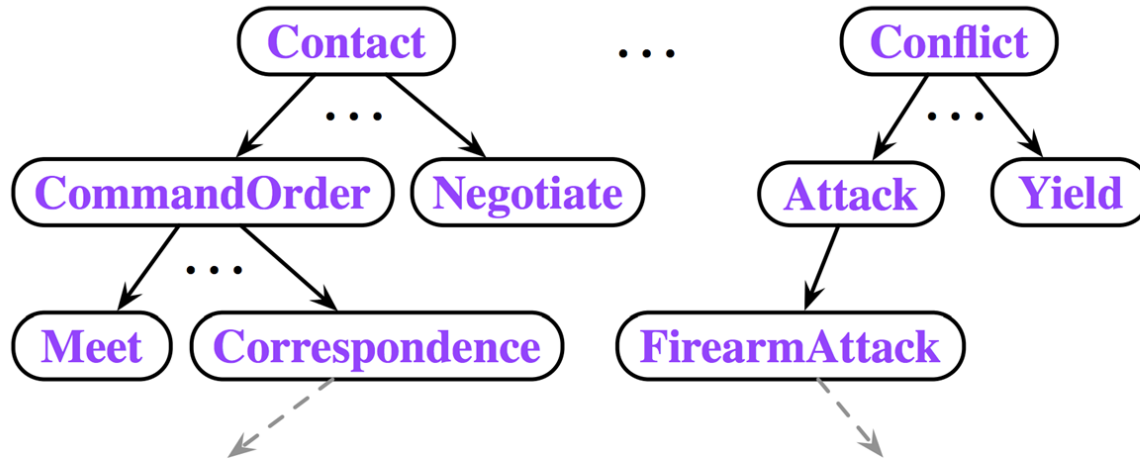 Contact ... Conflict
... ...
CommandOrder Negotiate Attack Yield
...
Meet Correspondence FirearmAttack